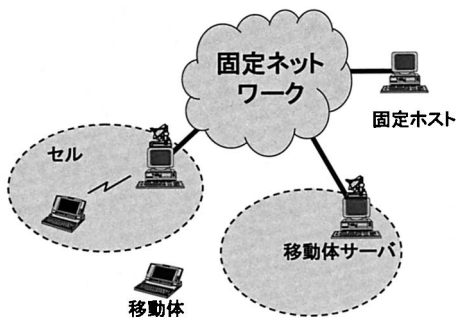 固定ネット
ワーク
固定ホスト
セル
移動体サーバ
移動体